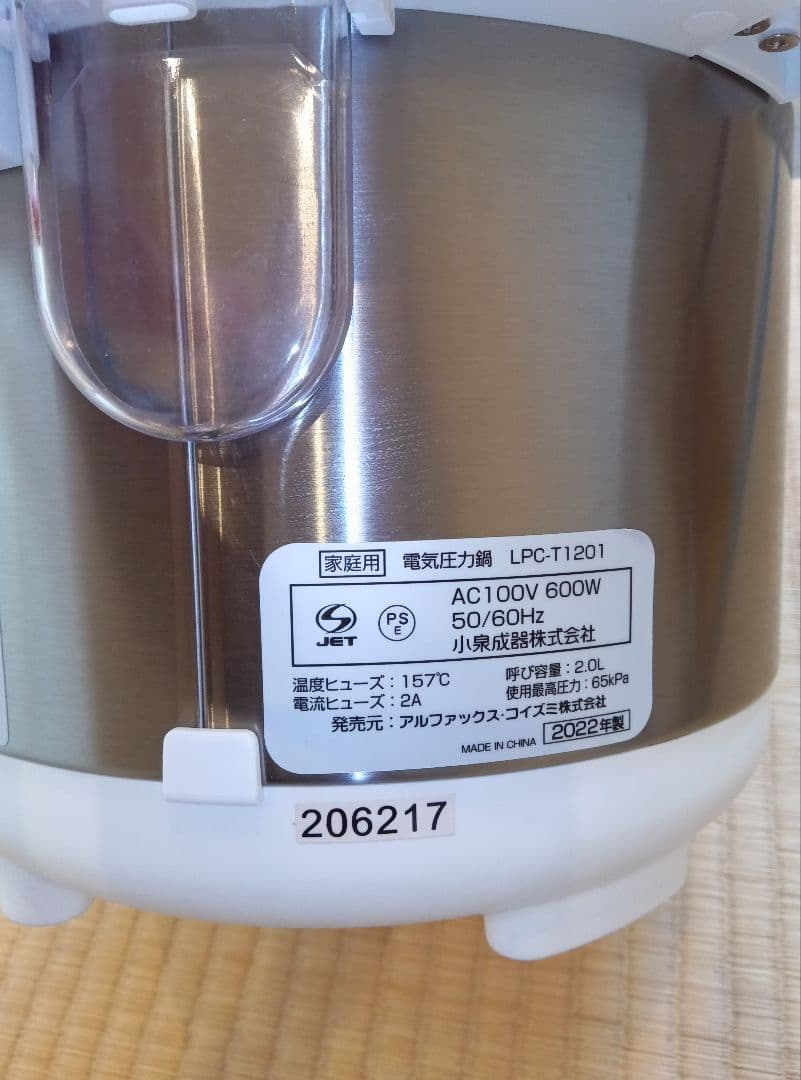 家庭用 電気圧力鍋 LPC-T1201
AC100V 600W
50/60Hz
小泉成器株式会社
JET
PS
E
温度ヒューズ：157℃
電流ヒューズ：2A
呼び容量：2.0L
使用最高圧力：65kPa
発売元：アルファックス・コイズミ株式会社
MADE IN CHINA 2022年製
206217